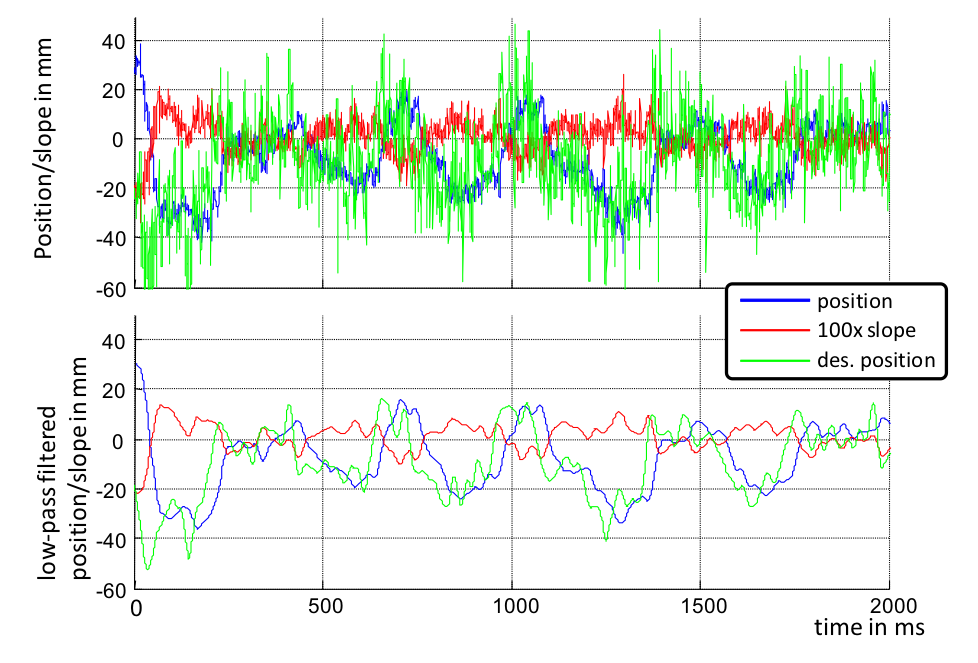 Position/slope in mm
40
20
0
-20
-40
-60
position
100x slope
des. position
low-pass filtered
position/slope in mm
40
20
0
-20
-40
-60
0 500 1000 1500 2000
time in ms